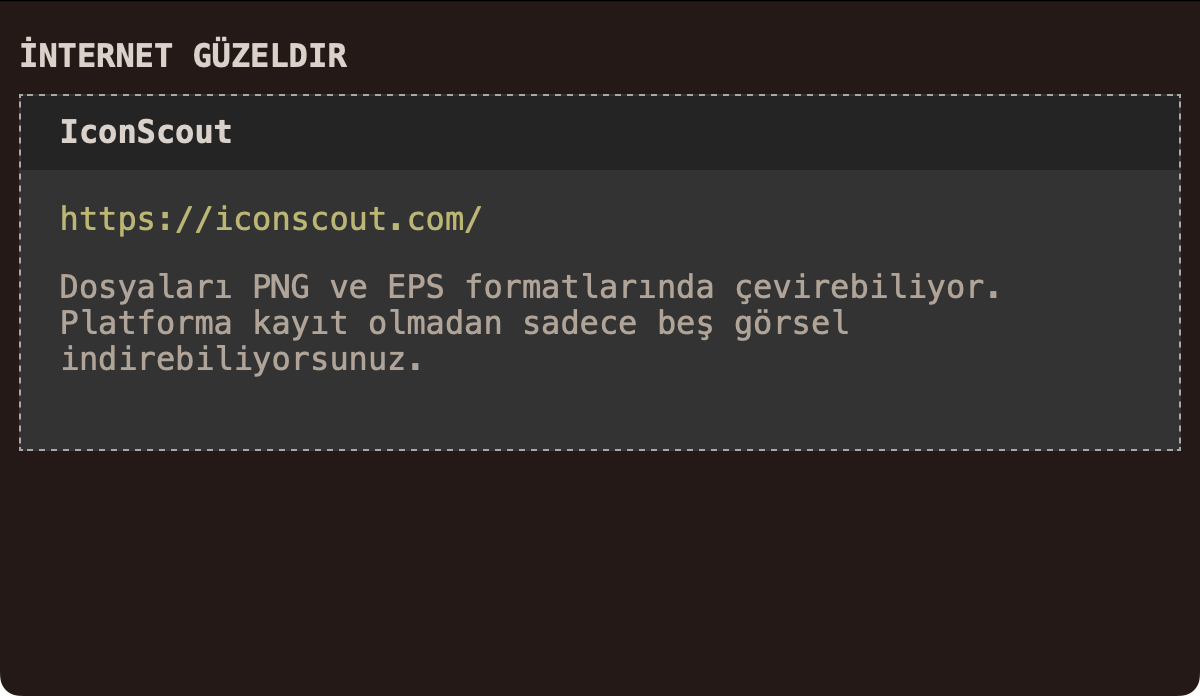 İNTERNET GÜZELDIR
IconScout
https://iconscout.com/
Dosyaları PNG ve EPS formatlarında çevirebiliyor.
Platforma kayıt olmadan sadece beş görsel
indirebiliyorsunuz.